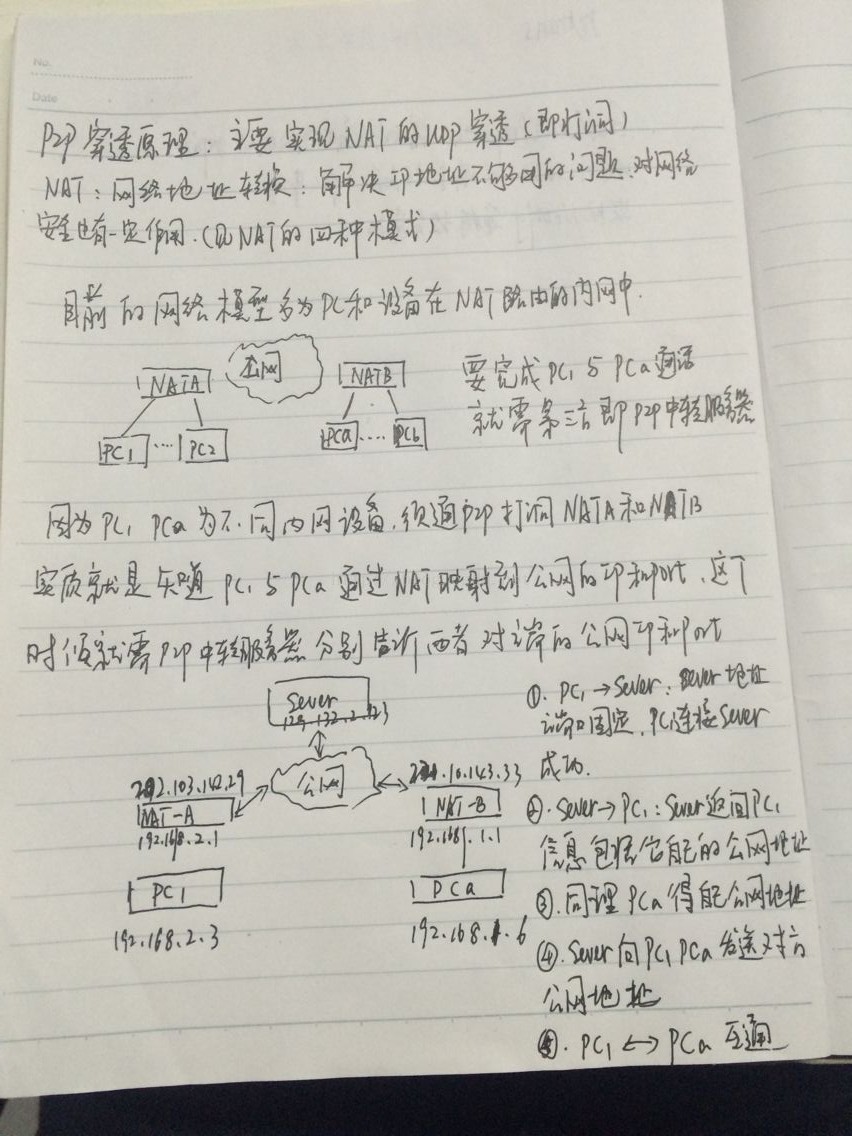 No.
Date
P2P穿透原理：主要实现NAT的UDP穿透（即打洞）
NAT：网络地址转换：解决IP地址不够用的问题，对网络
安全也有一定作用.（见NAT的四种模式）
目前的网络模型多为PC和设备在NAT路由的内网中.
NATA 公网 NATB
PC1 .... PC2 PCa .... PCb
要完成PC1与PCa通话
就需第三方即P2P中转服务器
因为PC1 PCa为不同内网设备,须通P2P打洞NATA和NATB
实质就是知道PC1与PCa通过NAT映射到公网的IP和port、这个
时候就需P2P中转服务器分别告诉两者对端的公网IP和port
Sever
公网
202.103.142.29
NAT-A
192.168.2.1
PC1
192.168.2.3
.10.143.33
NAT-B
192.168.1.1
PCa
192.168.1.6
①. PC1→Sever：Sever地址
端口固定,PC1连接Sever
成功.
②. Sever→PC1：Sever返回PC1
信息包括它自己的公网地址
③. 同理PCa得自己公网地址
④. Sever向PC1 PCa发送对方
公网地址
⑤. PC1 ↔ PCa 互通